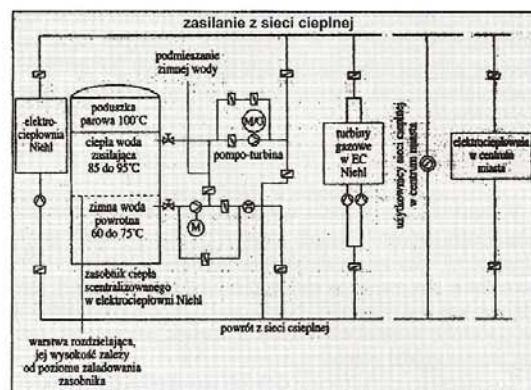 zasilanie z sieci cieplnej
podmieszanie
zimnej wody
elektro-
ciepłownia
Niehl
poduszka
parowa 100°C
ciepła woda
zasilająca
85 do 95°C
zimna woda
powrotna
60 do 75°C
M/G
pompo-turbina
M
turbiny
gazowe
w EC
Niehl
użytkownicy sieci cieplnej
w centrum miasta
elektrociepłownia
w centrum
miasta
zasobnik ciepła
scentralizowanego
w elektrociepłowni Niehl
powrót z sieci csieplnej
warstwa rozdzielająca,
jej wysokość zależy
od poziomu załadowania
zasobnika